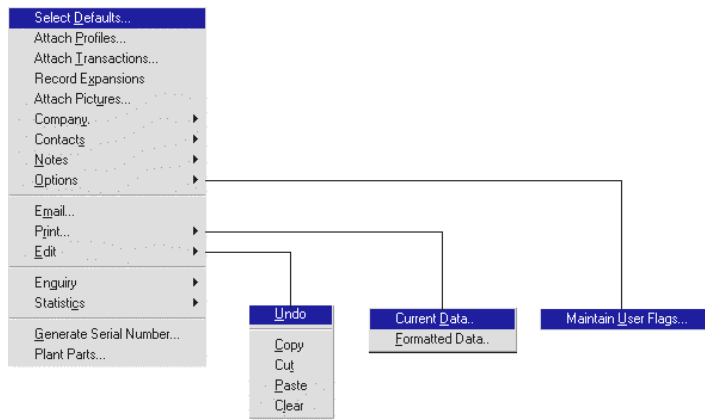 Select Defaults...
Attach Profiles...
Attach Transactions...
Record Expansions
Attach Pictures...
Company.
Contacts
Notes
Options
Email...
Print...
Edit
Enquiry
Statistics
Generate Serial Number...
Plant Parts...
Undo
Copy
Cut
Paste
Clear
Current Data..
Formatted Data..
Maintain User Flags...